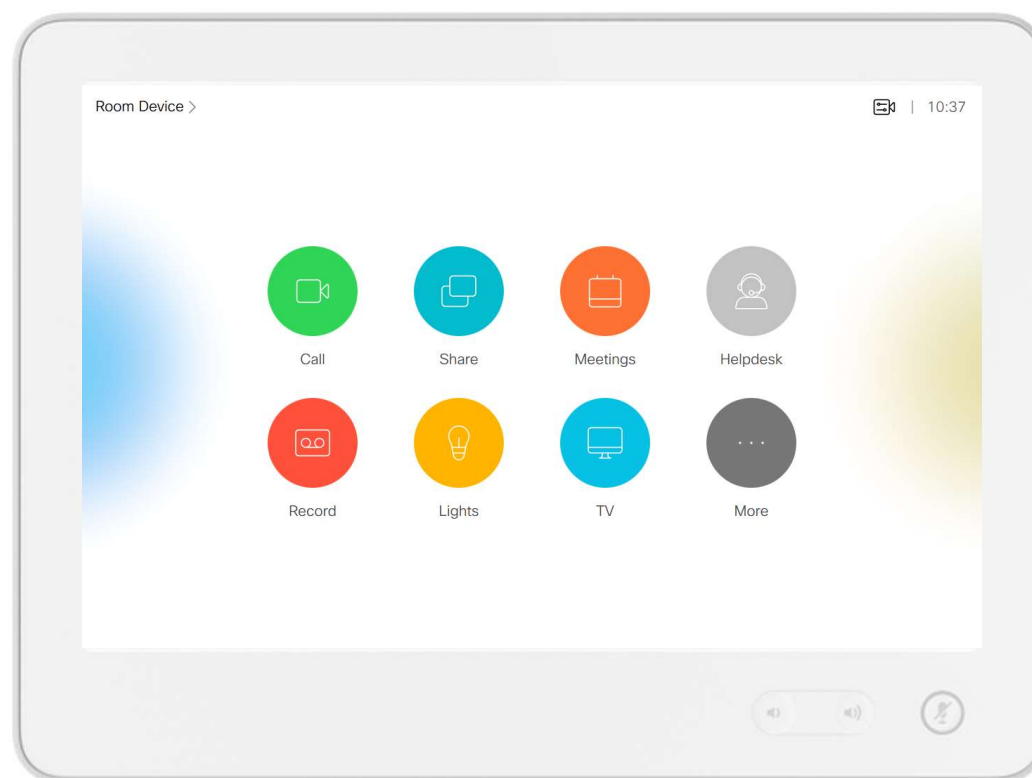 Room Device
10:37
Call
Share
Meetings
Helpdesk
Record
Lights
TV
More